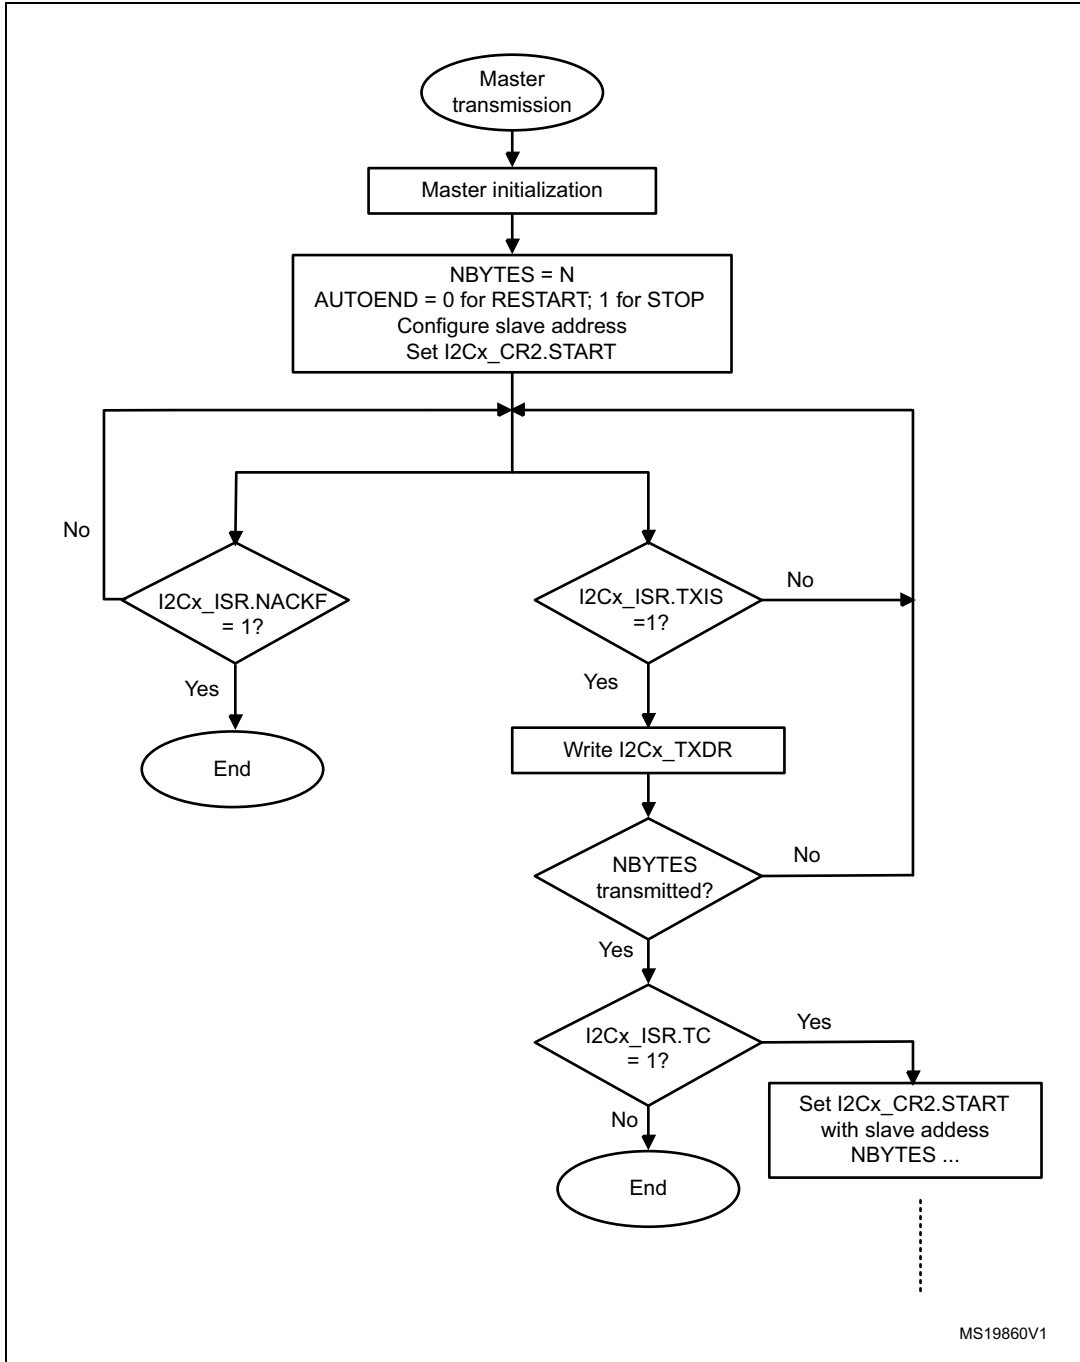 Master
transmission
Master initialization
NBYTES = N
AUTOEND = 0 for RESTART; 1 for STOP
Configure slave address
Set I2Cx_CR2.START
No
I2Cx_ISR.NACKF
= 1?
Yes
End
I2Cx_ISR.TXIS
=1?
No
Yes
Write I2Cx_TXDR
NBYTES
transmitted?
No
Yes
I2Cx_ISR.TC
= 1?
Yes
Set I2Cx_CR2.START
with slave addess
NBYTES ...
No
End
MS19860V1